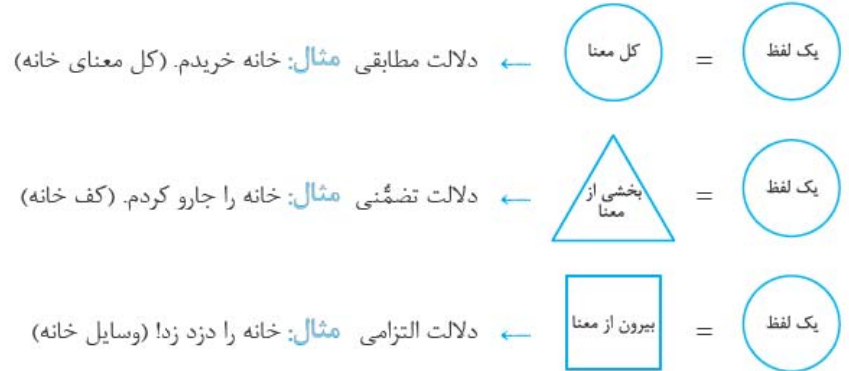 یک لفظ = کل معنا ← دلالت مطابقی مثال: خانه خریدم. (کل معنای خانه)
یک لفظ = بخشی از معنا ← دلالت تضمُّنی مثال: خانه را جارو کردم. (کف خانه)
یک لفظ = بیرون از معنا ← دلالت التزامی مثال: خانه را دزد زد! (وسایل خانه)